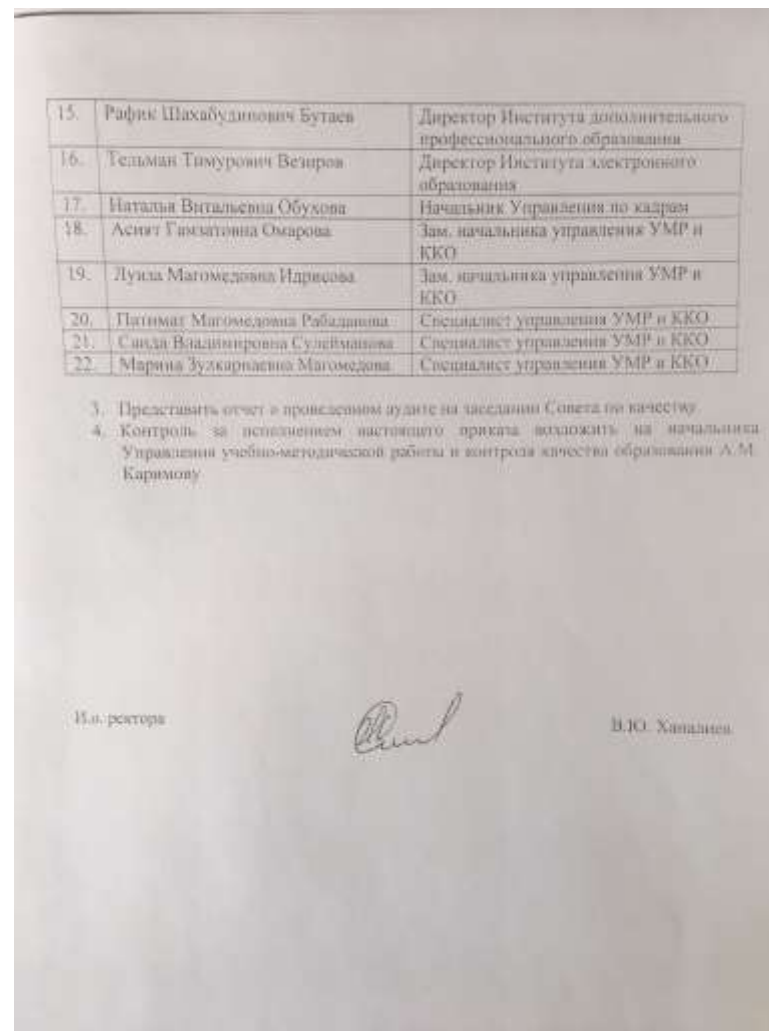 15. Рафик Шахабудинович Бутаев Директор Института дополнительного
профессионального образования
16. Тельман Тимурович Везиров Директор Института электронного
образования
17. Наталья Витальевна Обухова Начальник Управления по кадрам
18. Асият Гамзатовна Омарова Зам. начальника управления УМР и
ККО
19. Луиза Магомедовна Идрисова Зам. начальника управления УМР и
ККО
20. Патимат Магомедовна Рабаданова Специалист управления УМР и ККО
21. Саида Владимировна Сулейманова Специалист управления УМР и ККО
22. Марина Зулкарнаевна Магомедова Специалист управления УМР и ККО
3. Представить отчет о проведенном аудите на заседании Совета по качеству
4. Контроль за исполнением настоящего приказа возложить на начальника
Управления учебно-методической работы и контроля качества образования А.М.
Каримову
И.о. ректора В.Ю. Ханалиев